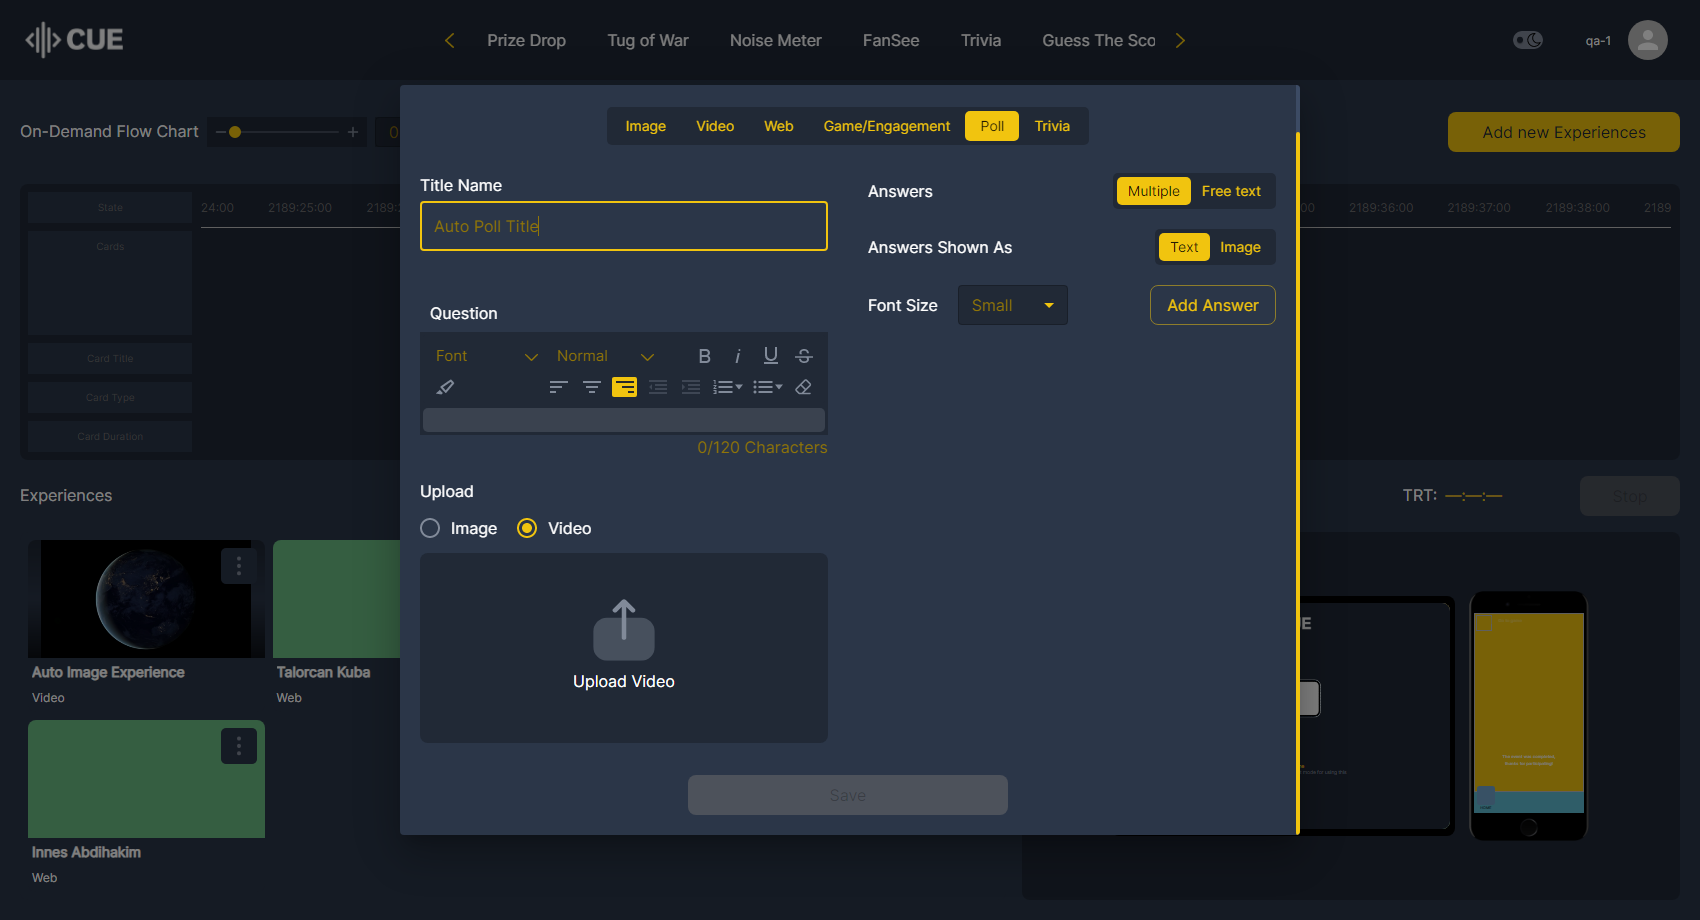 CUE
Prize Drop
Tug of War
Noise Meter
FanSee
Trivia
Guess The Sco
qa-1
On-Demand Flow Chart
0
Add new Experiences
Image
Video
Web
Game/Engagement
Poll
Trivia
State
24:00
2189:25:00
2189:
00
2189:36:00
2189:37:00
2189:38:00
2189
Cards
Card Title
Card Type
Card Duration
Title Name
Auto Poll Title
Question
Font
Normal
B
i
U
S
0/120 Characters
Upload
Image
Video
Upload Video
Answers
Multiple
Free text
Answers Shown As
Text
Image
Font Size
Small
Add Answer
Save
Experiences
Auto Image Experience
Video
Talorcan Kuba
Web
Innes Abdihakim
Web
TRT: —:—:—
Stop
UE